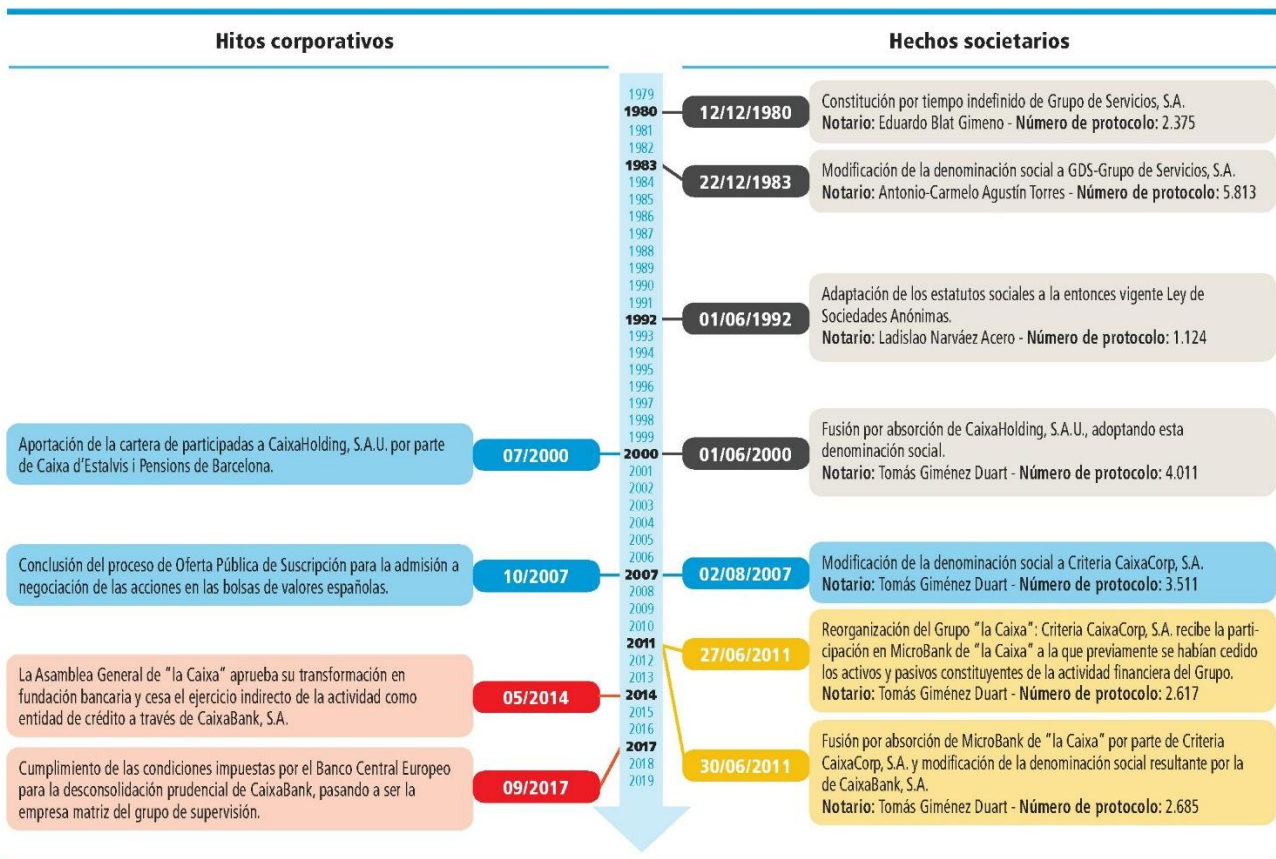 Hitos corporativos
Hechos societarios
1979
1980
1981
1982
1983
1984
1985
1986
1987
1988
1989
1990
1991
1992
1993
1994
1995
1996
1997
1998
1999
2000
2001
2002
2003
2004
2005
2006
2007
2008
2009
2010
2011
2012
2013
2014
2015
2016
2017
2018
2019
12/12/1980
Constitución por tiempo indefinido de Grupo de Servicios, S.A.
Notario: Eduardo Blat Gimeno - Número de protocolo: 2.375
22/12/1983
Modificación de la denominación social a GDS-Grupo de Servicios, S.A.
Notario: Antonio-Carmelo Agustín Torres - Número de protocolo: 5.813
01/06/1992
Adaptación de los estatutos sociales a la entonces vigente Ley de
Sociedades Anónimas.
Notario: Ladislao Narváez Acero - Número de protocolo: 1.124
Aportación de la cartera de participadas a CaixaHolding, S.A.U. por parte
de Caixa d'Estalvis i Pensions de Barcelona.
07/2000
01/06/2000
Fusión por absorción de CaixaHolding, S.A.U., adoptando esta
denominación social.
Notario: Tomás Giménez Duart - Número de protocolo: 4.011
Conclusión del proceso de Oferta Pública de Suscripción para la admisión a
negociación de las acciones en las bolsas de valores españolas.
10/2007
02/08/2007
Modificación de la denominación social a Criteria CaixaCorp, S.A.
Notario: Tomás Giménez Duart - Número de protocolo: 3.511
27/06/2011
Reorganización del Grupo "la Caixa": Criteria CaixaCorp, S.A. recibe la parti-
cipación en MicroBank de "la Caixa" a la que previamente se habían cedido
los activos y pasivos constituyentes de la actividad financiera del Grupo.
Notario: Tomás Giménez Duart - Número de protocolo: 2.617
La Asamblea General de "la Caixa" aprueba su transformación en
fundación bancaria y cesa el ejercicio indirecto de la actividad como
entidad de crédito a través de CaixaBank, S.A.
05/2014
30/06/2011
Fusión por absorción de MicroBank de "la Caixa" por parte de Criteria
CaixaCorp, S.A. y modificación de la denominación social resultante por la
de CaixaBank, S.A.
Notario: Tomás Giménez Duart - Número de protocolo: 2.685
Cumplimiento de las condiciones impuestas por el Banco Central Europeo
para la desconsolidación prudencial de CaixaBank, pasando a ser la
empresa matriz del grupo de supervisión.
09/2017